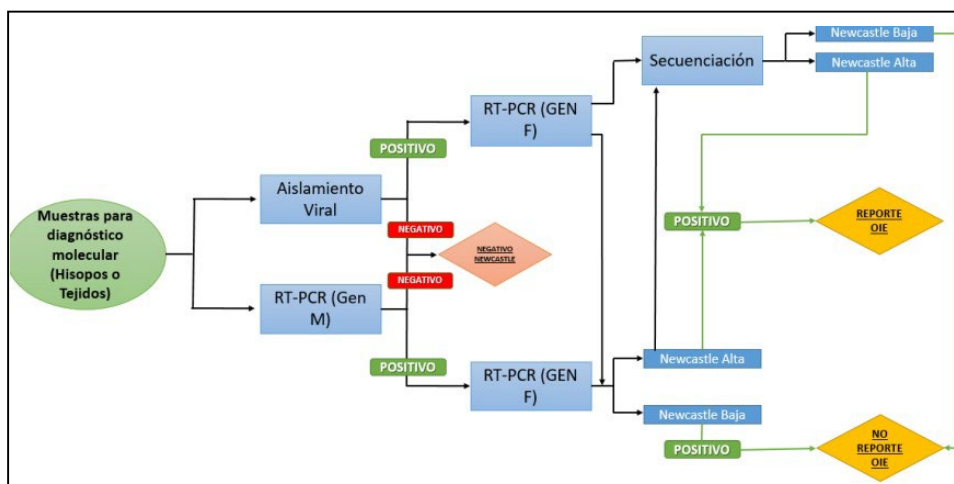 Newcastle Baja
Secuenciación
Newcastle Alta
RT-PCR (GEN
F)
POSITIVO
Aislamiento
Viral
Muestras para
diagnóstico
molecular
(Hisopos o
Tejidos)
NEGATIVO
NEGATIVO
NEWCASTLE
NEGATIVO
RT-PCR (Gen
M)
POSITIVO
RT-PCR (GEN
F)
POSITIVO
REPORTE
OIE
Newcastle Alta
Newcastle Baja
POSITIVO
NO
REPORTE
OIE